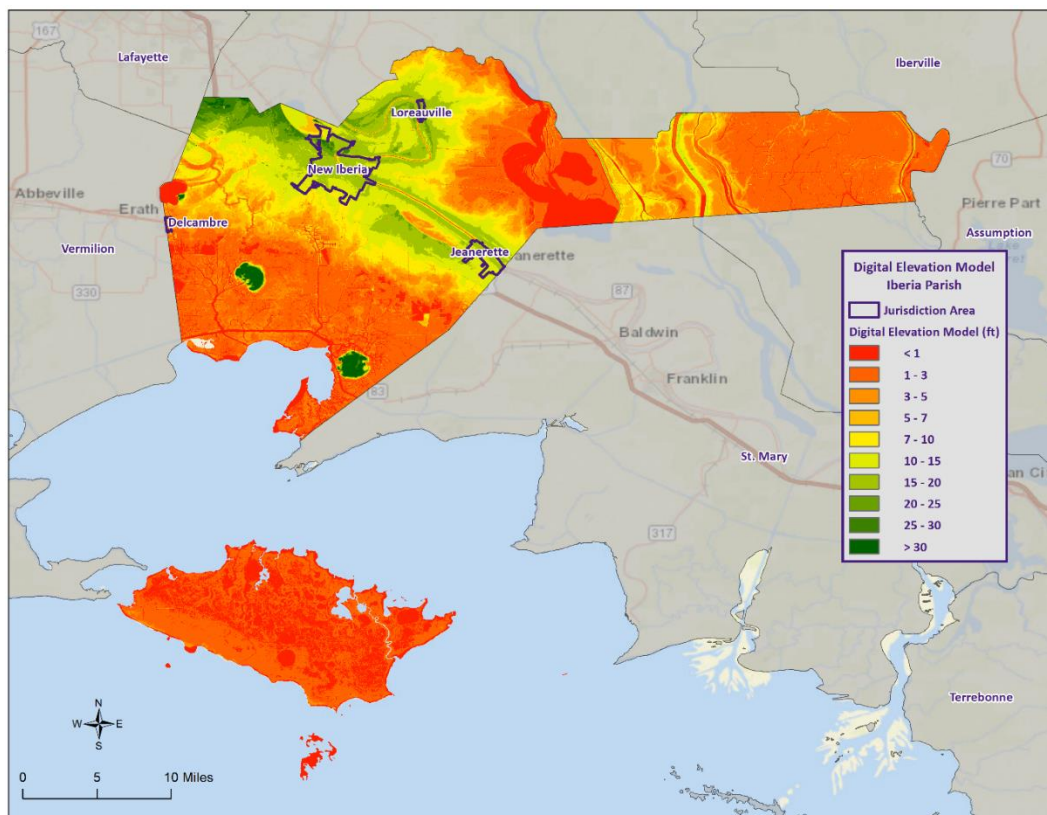 167
Lafayette
Iberville
Loreauville
New Iberia
70
Abbeville
Erath
Delcambre
Pierre Part
Vermilion
Assumption
Jeanerette
anerette
330
87
Baldwin
Franklin
83
St. Mary
an Ci
317
Terrebonne
Digital Elevation Model
Iberia Parish
Jurisdiction Area
Digital Elevation Model (ft)
< 1
1 - 3
3 - 5
5 - 7
7 - 10
10 - 15
15 - 20
20 - 25
25 - 30
> 30
N
W E
S
0 5 10 Miles